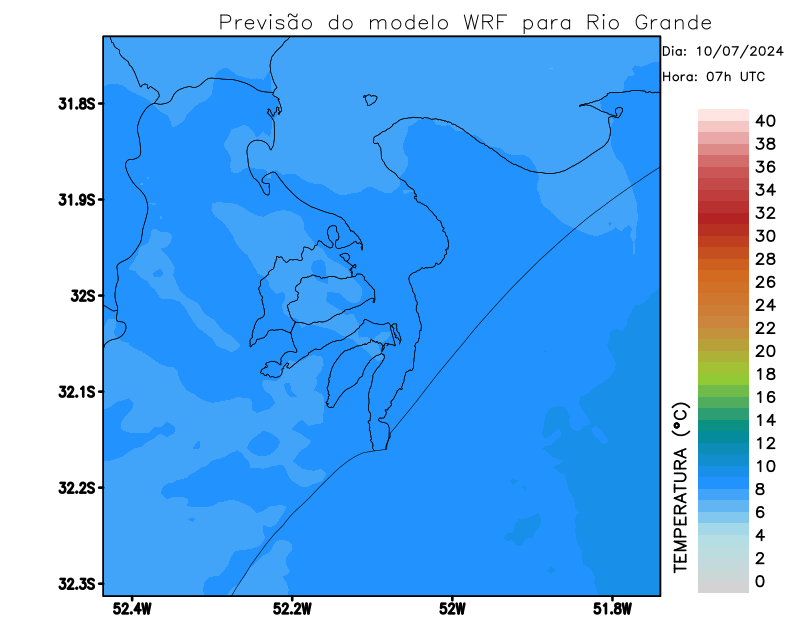 Previsão do modelo WRF para Rio Grande
Dia: 10/07/2024
Hora: 07h UTC
31.8S
31.9S
32S
32.1S
32.2S
32.3S
52.4W
52.2W
52W
51.8W
TEMPERATURA (°C)
40
38
36
34
32
30
28
26
24
22
20
18
16
14
12
10
8
6
4
2
0